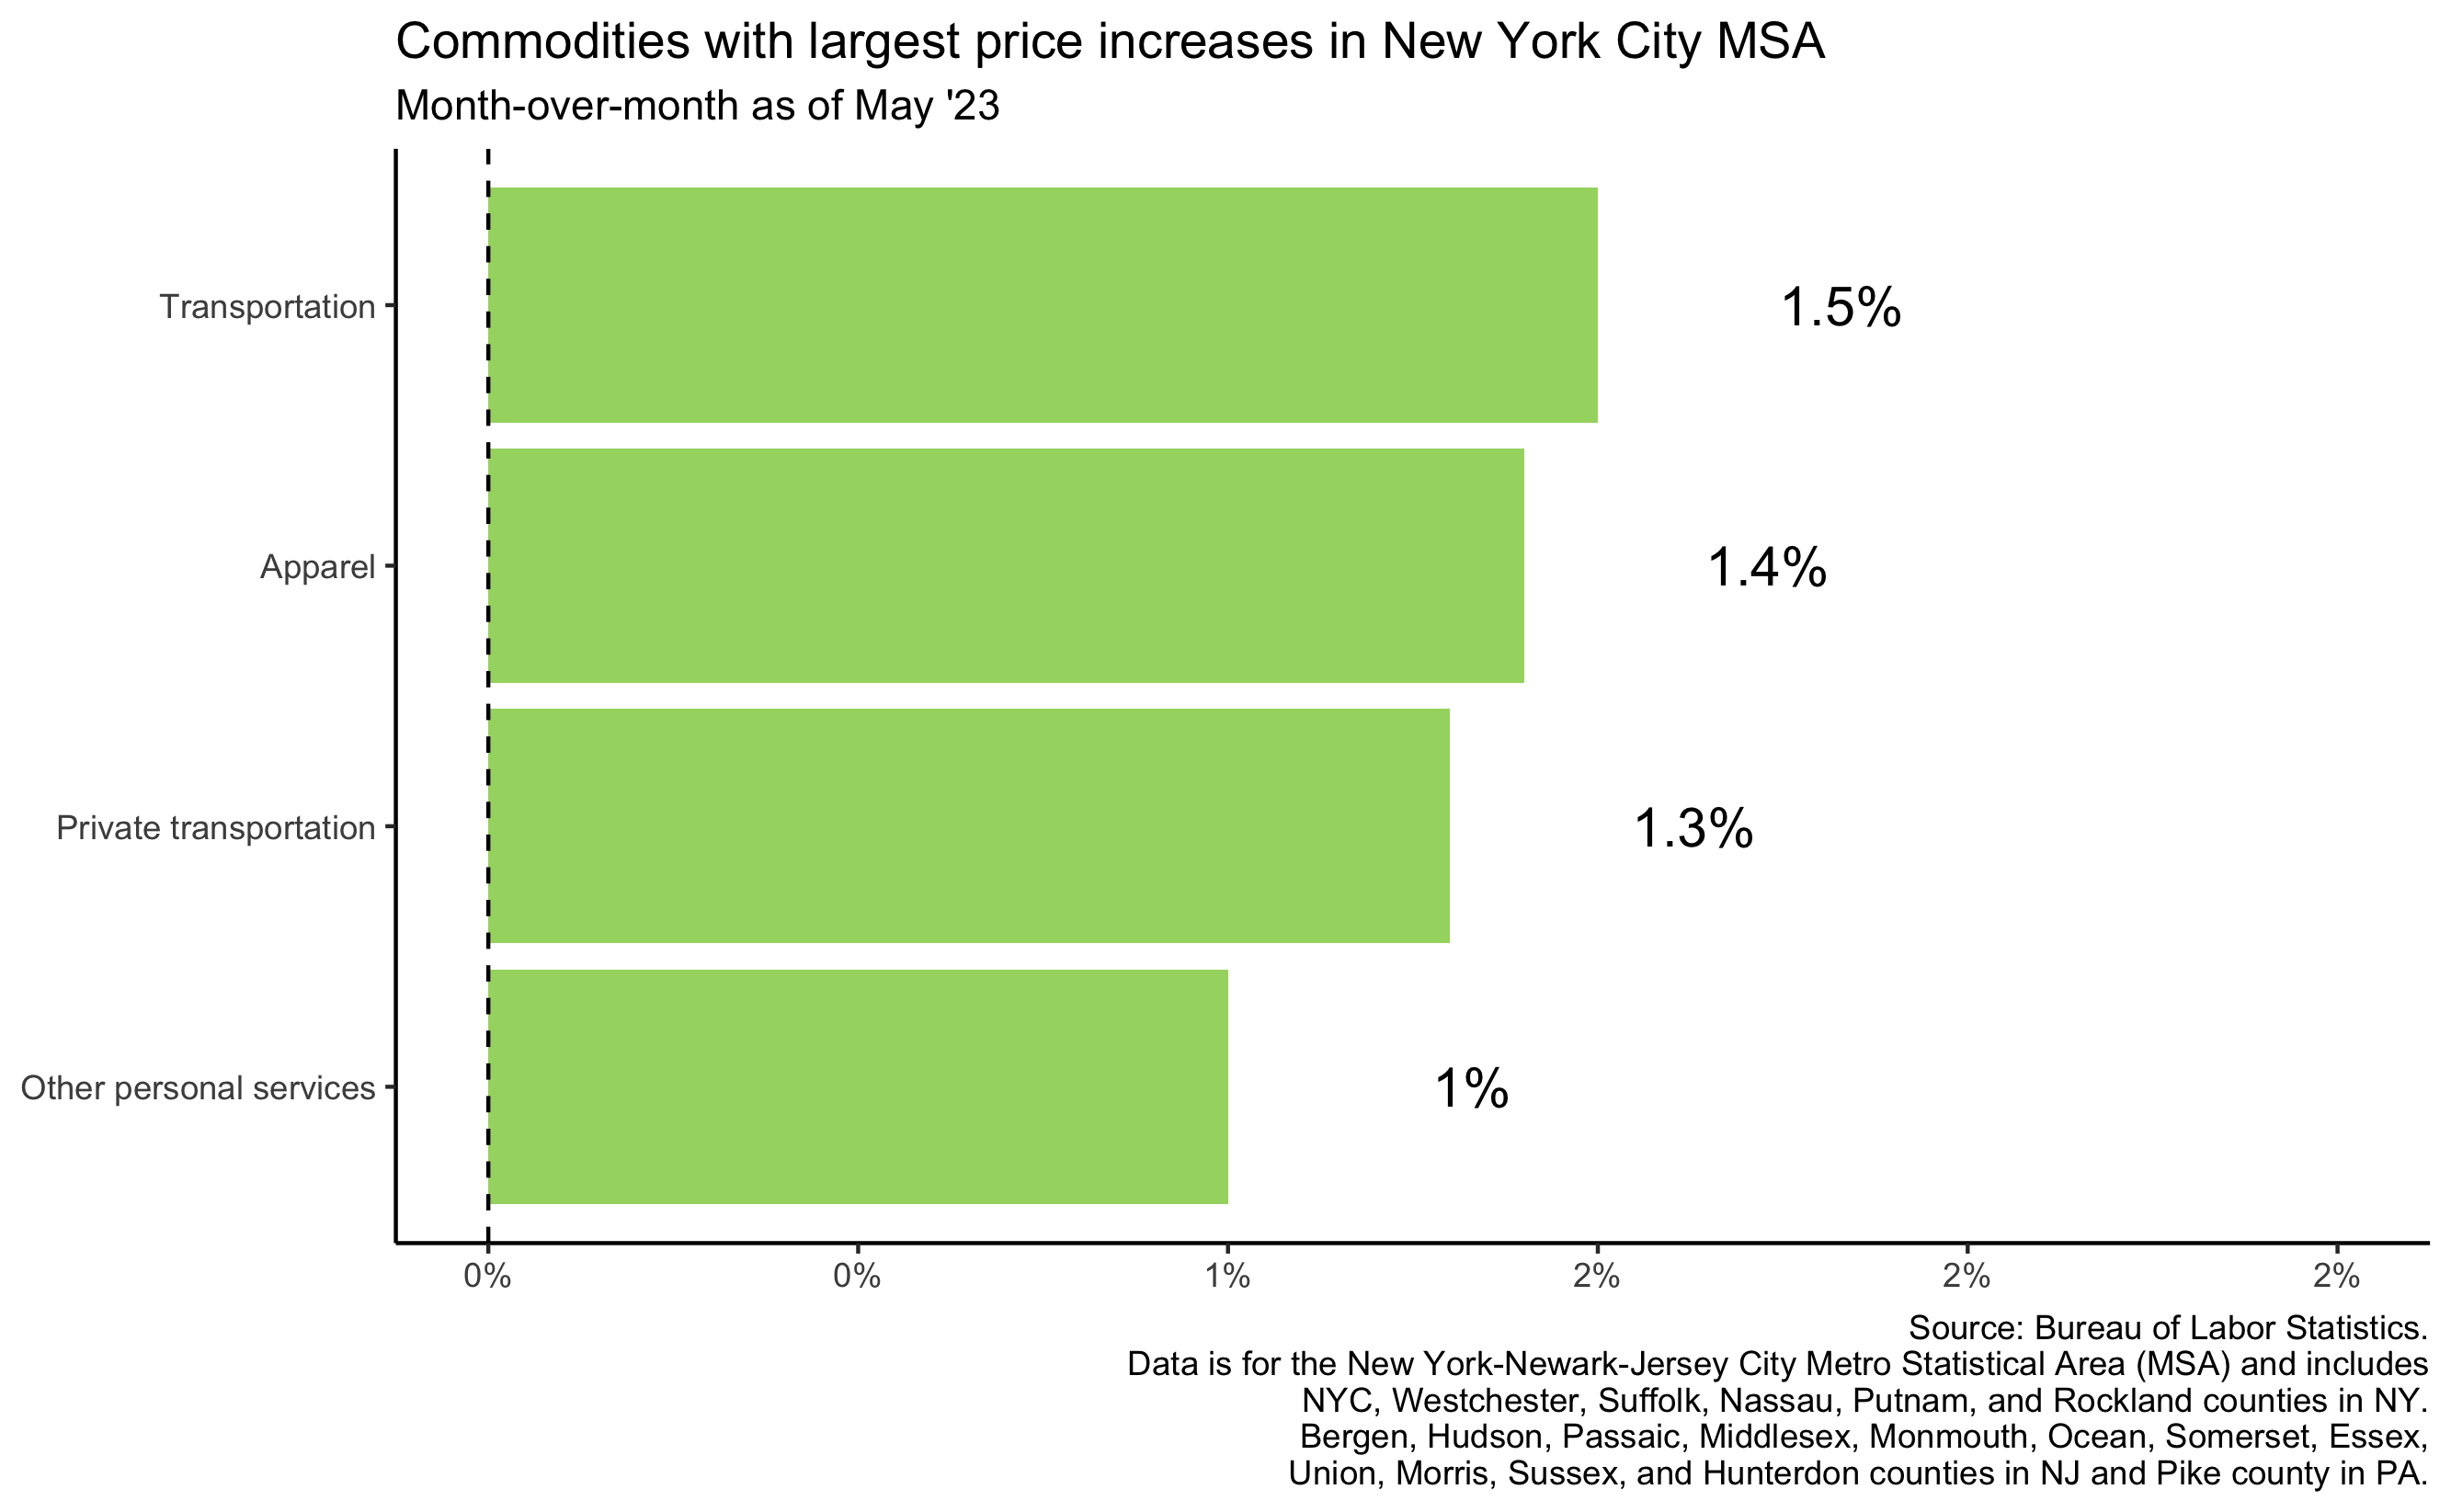 Commodities with largest price increases in New York City MSA
Month-over-month as of May '23
Transportation
1.5%
Apparel
1.4%
Private transportation
1.3%
Other personal services
1%
0% 0% 1% 2% 2% 2%
Source: Bureau of Labor Statistics.
Data is for the New York-Newark-Jersey City Metro Statistical Area (MSA) and includes
NYC, Westchester, Suffolk, Nassau, Putnam, and Rockland counties in NY.
Bergen, Hudson, Passaic, Middlesex, Monmouth, Ocean, Somerset, Essex,
Union, Morris, Sussex, and Hunterdon counties in NJ and Pike county in PA.